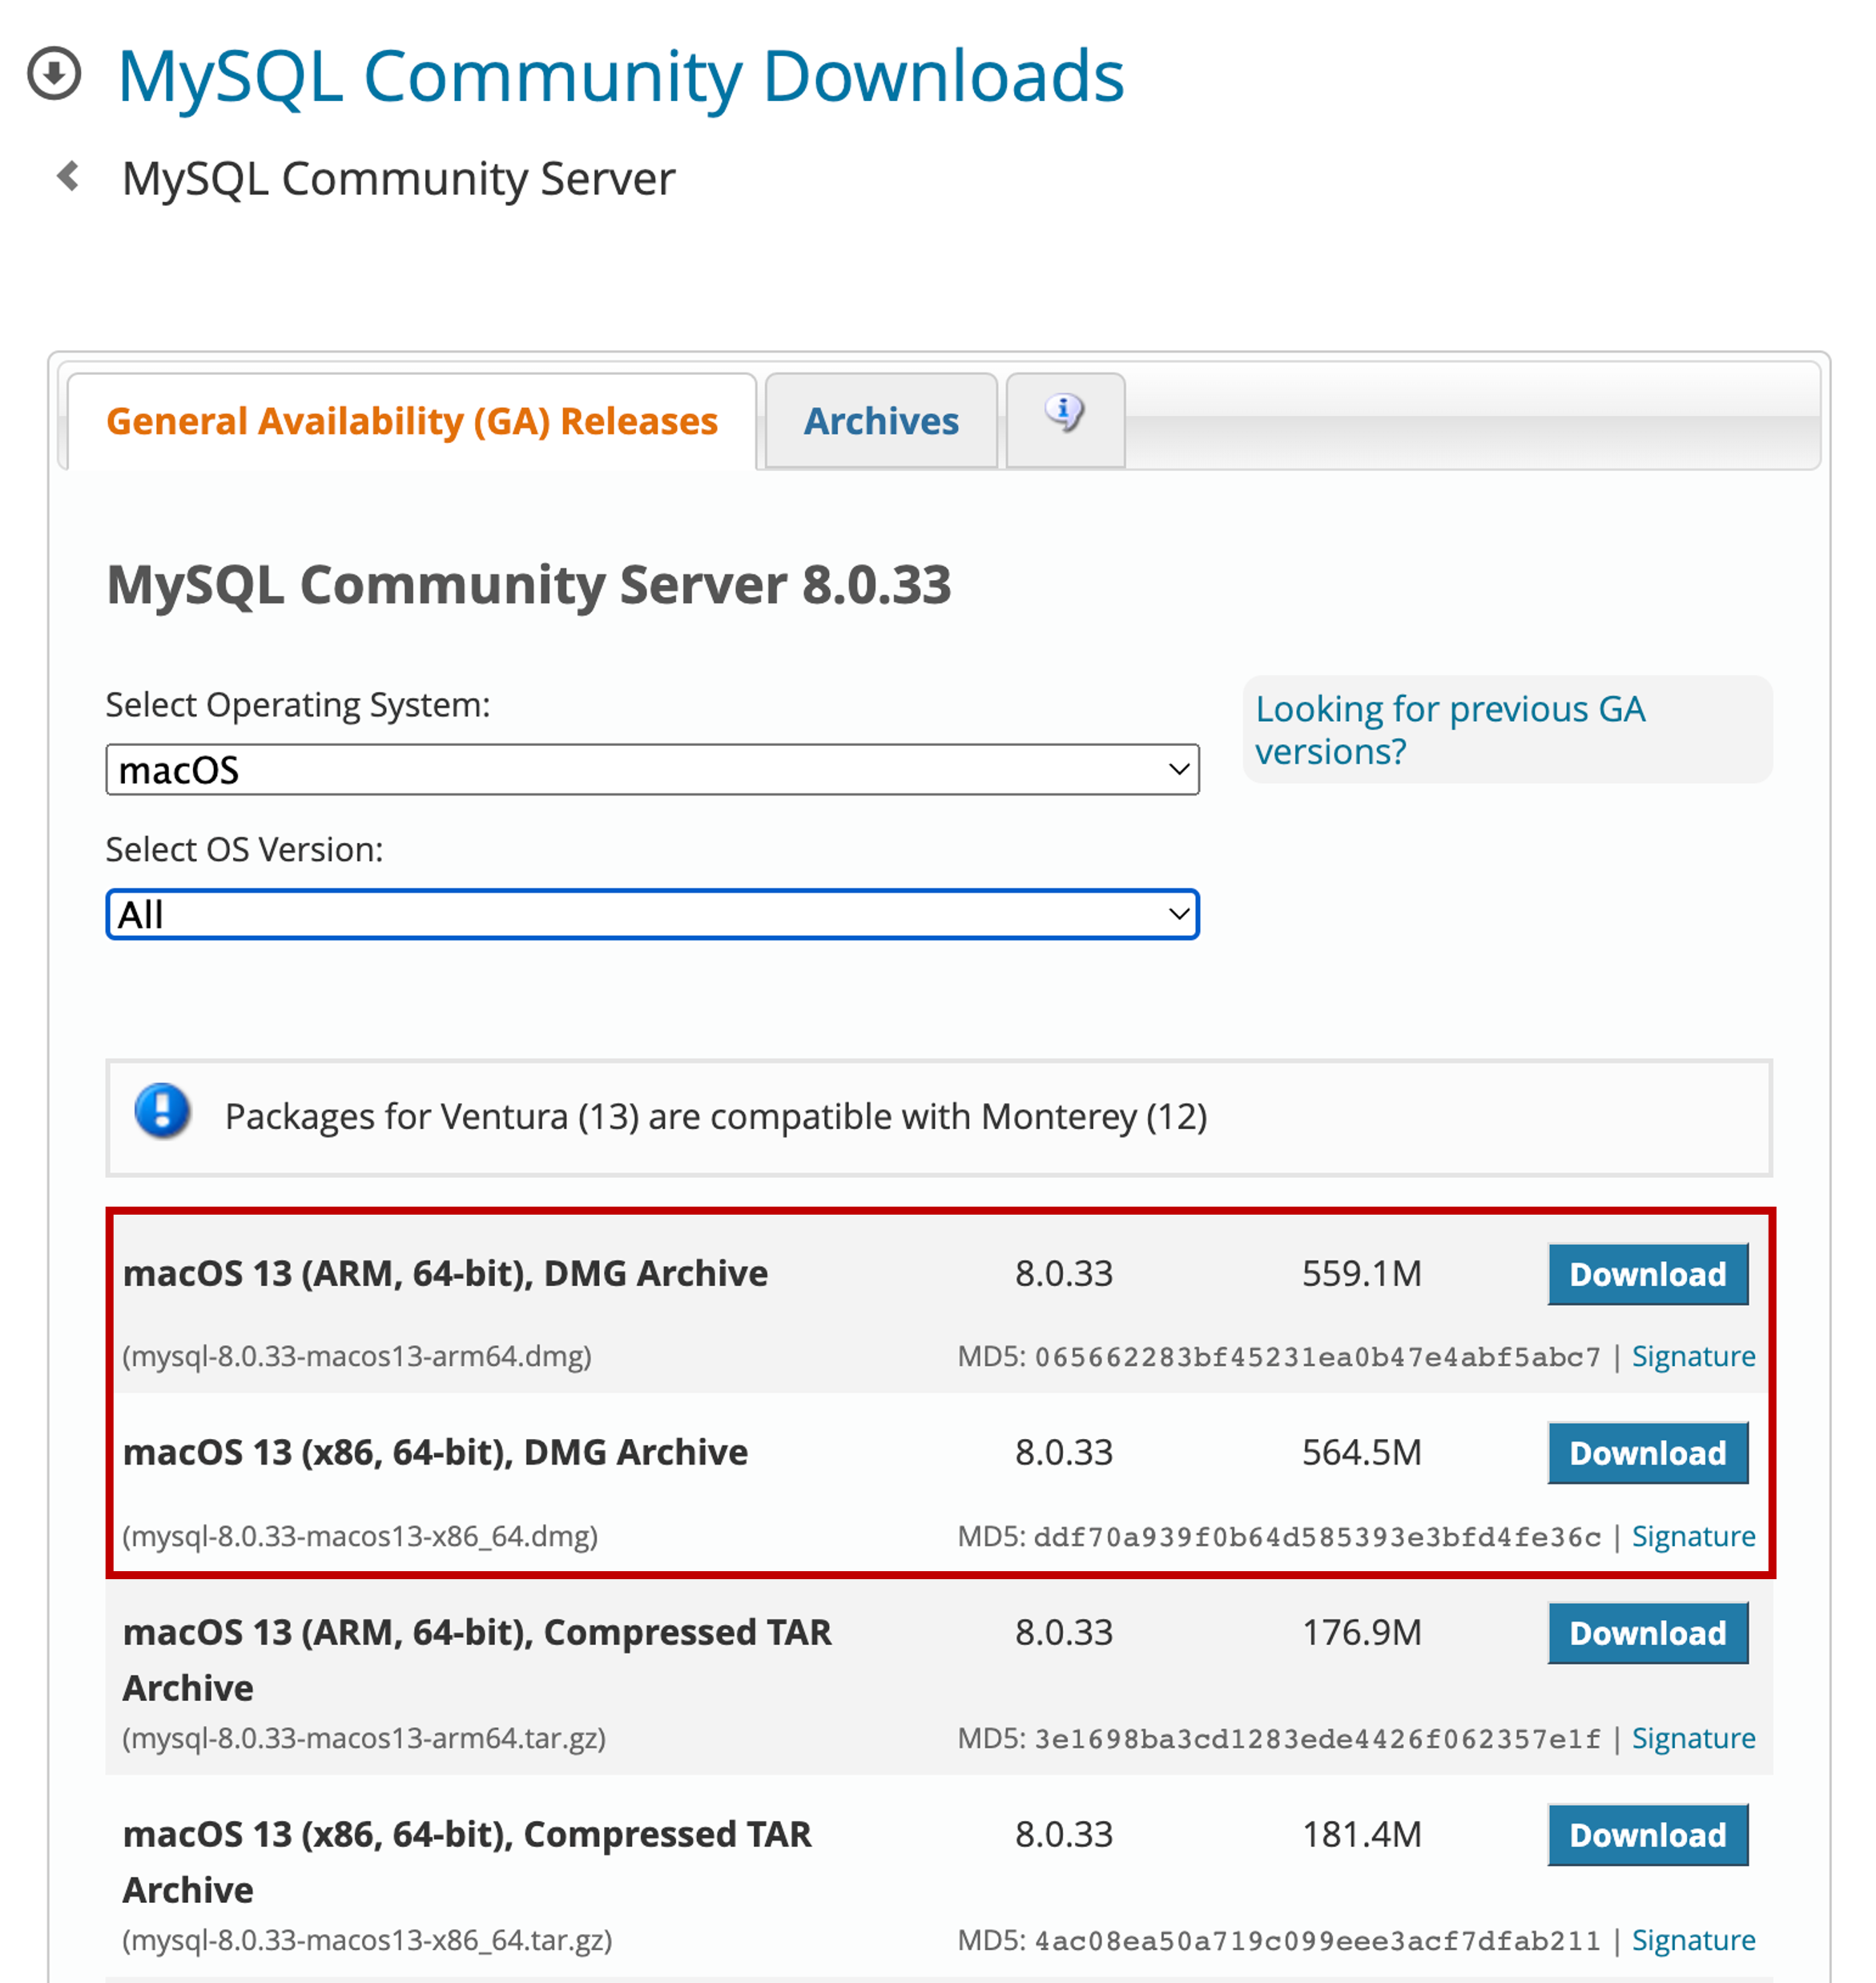 MySQL Community Downloads
MySQL Community Server
General Availability (GA) Releases
Archives
MySQL Community Server 8.0.33
Select Operating System:
macOS
Looking for previous GA
versions?
Select OS Version:
All
Packages for Ventura (13) are compatible with Monterey (12)
macOS 13 (ARM, 64-bit), DMG Archive 8.0.33 559.1M Download
(mysql-8.0.33-macos13-arm64.dmg) MD5: 065662283bf45231ea0b47e4abf5abc7 | Signature
macOS 13 (x86, 64-bit), DMG Archive 8.0.33 564.5M Download
(mysql-8.0.33-macos13-x86_64.dmg) MD5: ddf70a939f0b64d585393e3bfd4fe36c | Signature
macOS 13 (ARM, 64-bit), Compressed TAR 8.0.33 176.9M Download
Archive
(mysql-8.0.33-macos13-arm64.tar.gz) MD5: 3e1698ba3cd1283ede4426f062357e1f | Signature
macOS 13 (x86, 64-bit), Compressed TAR 8.0.33 181.4M Download
Archive
(mysql-8.0.33-macos13-x86_64.tar.gz) MD5: 4ac08ea50a719c099eee3acf7dfab211 | Signature